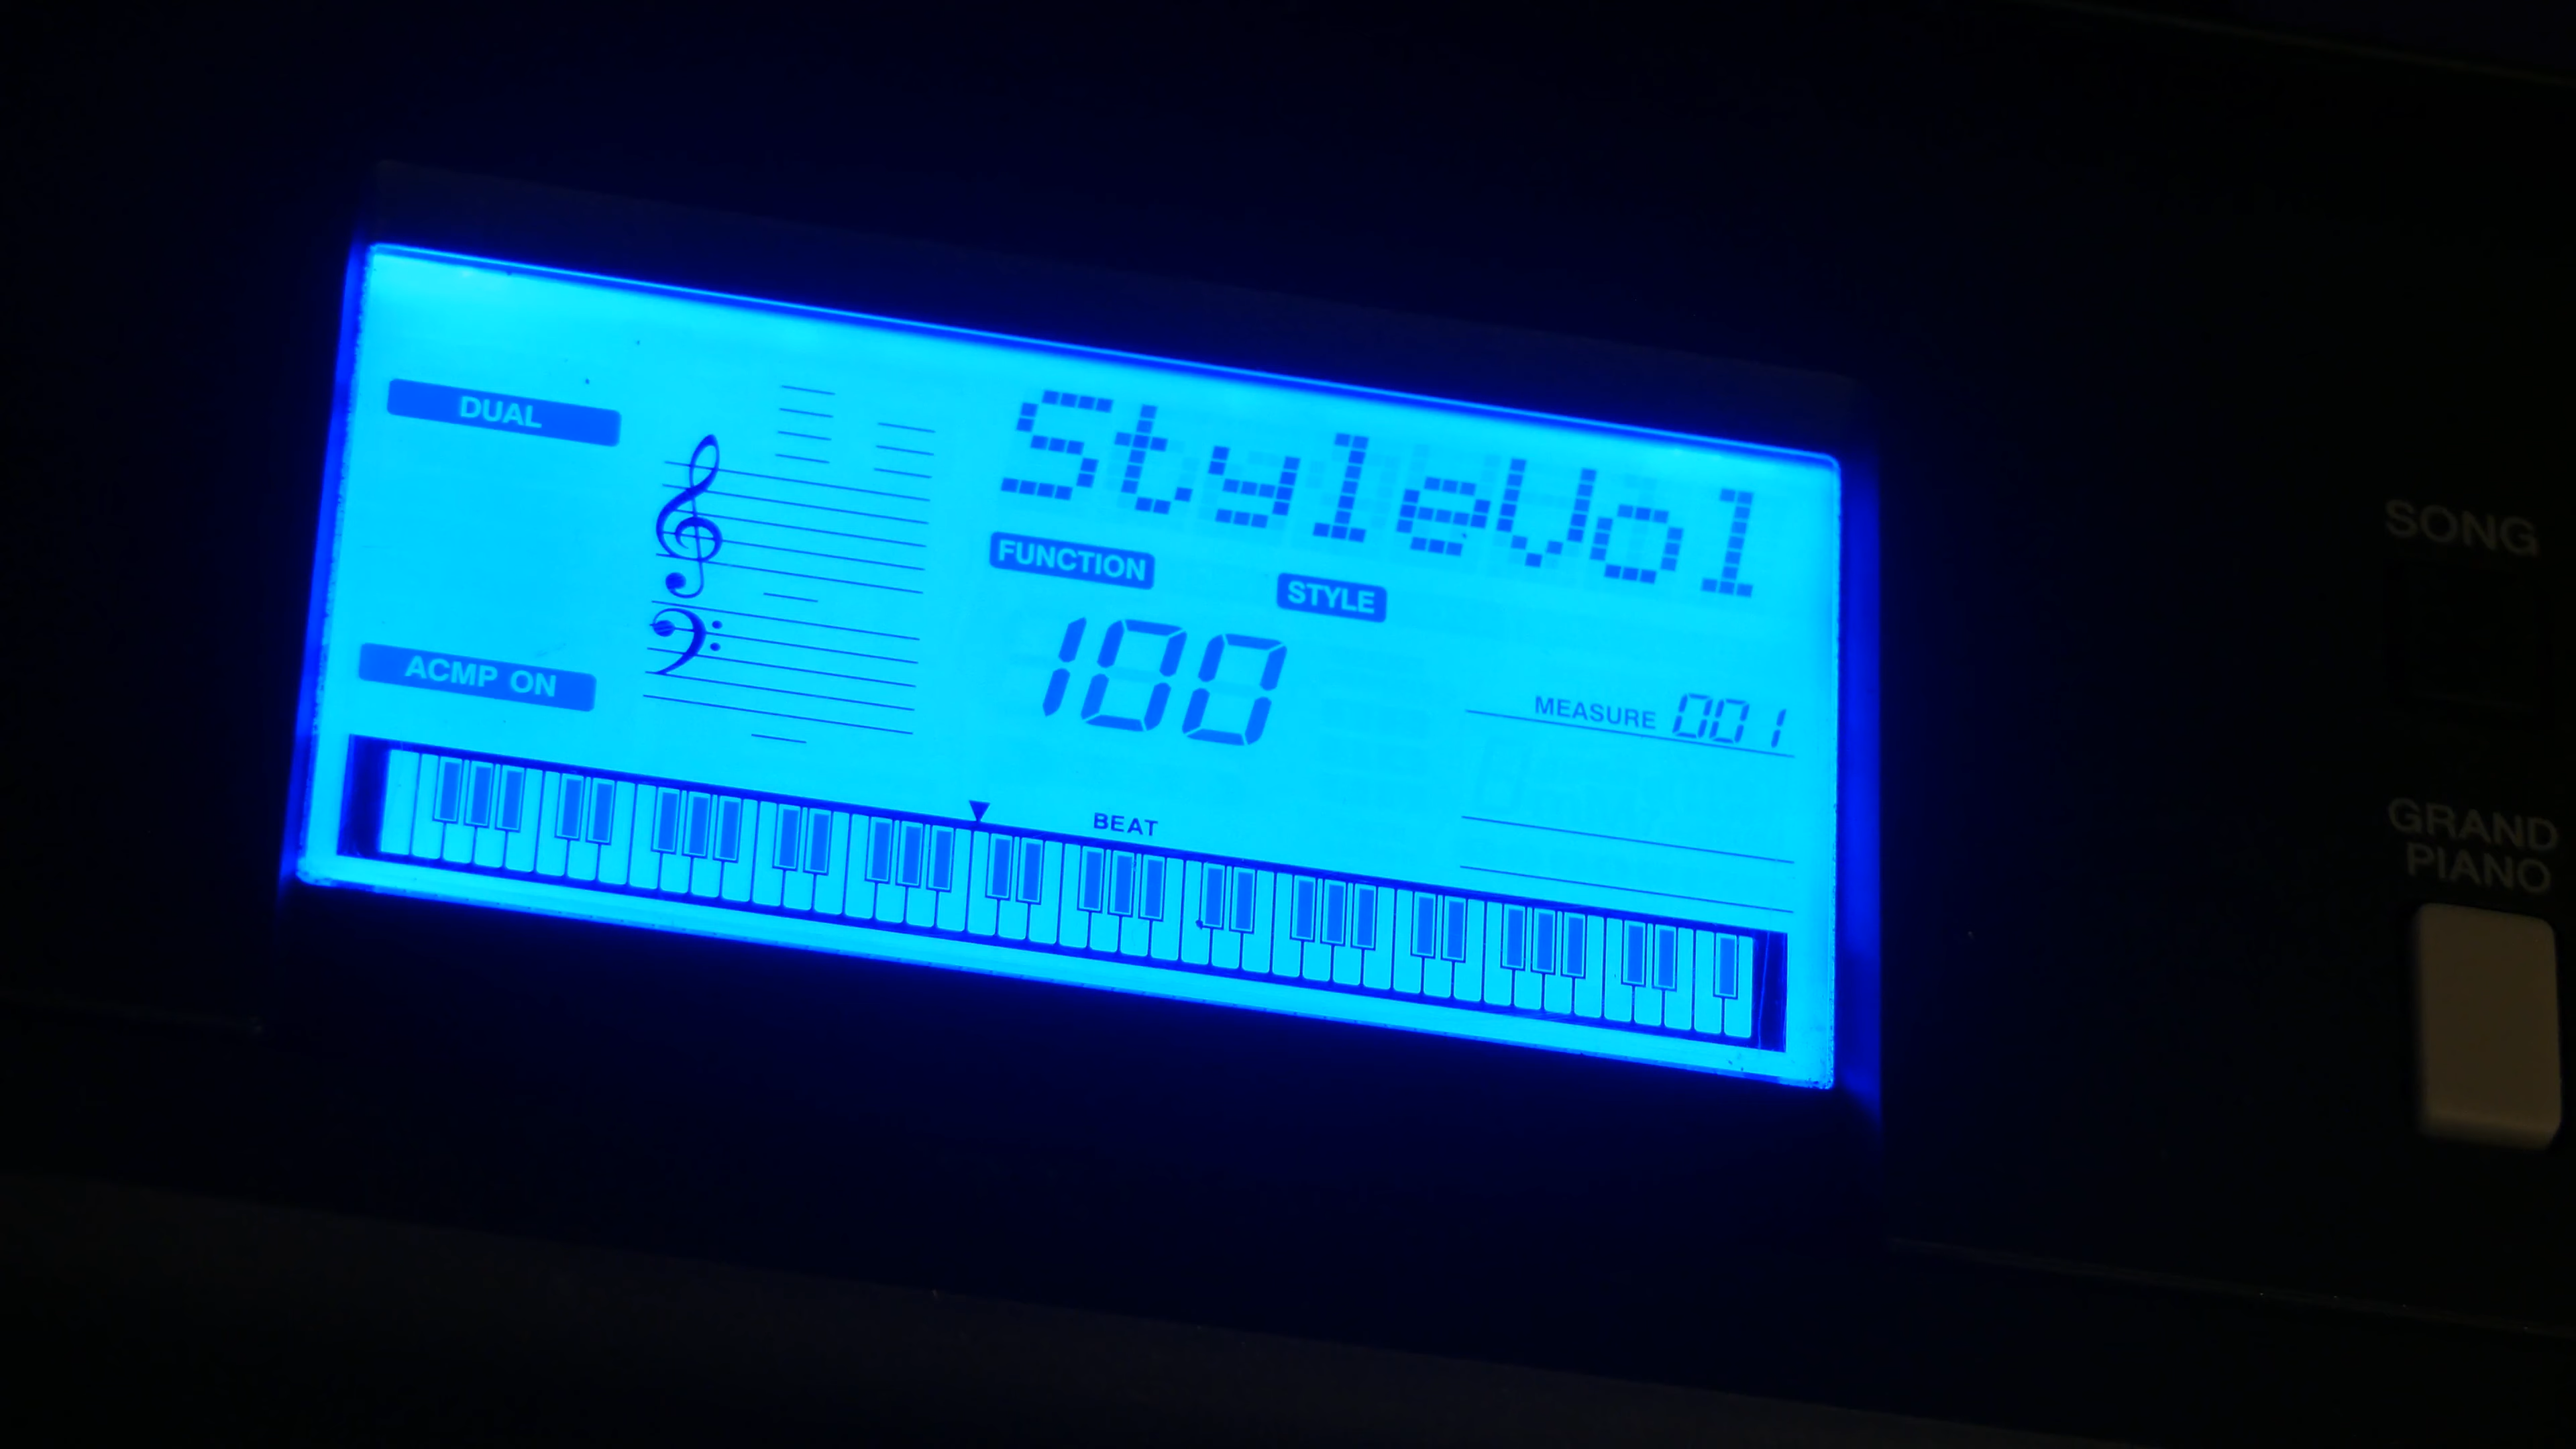 DUAL
StyleVol
FUNCTION
STYLE
ACMP ON
100
MEASURE 001
BEAT
SONG
GRAND
PIANO